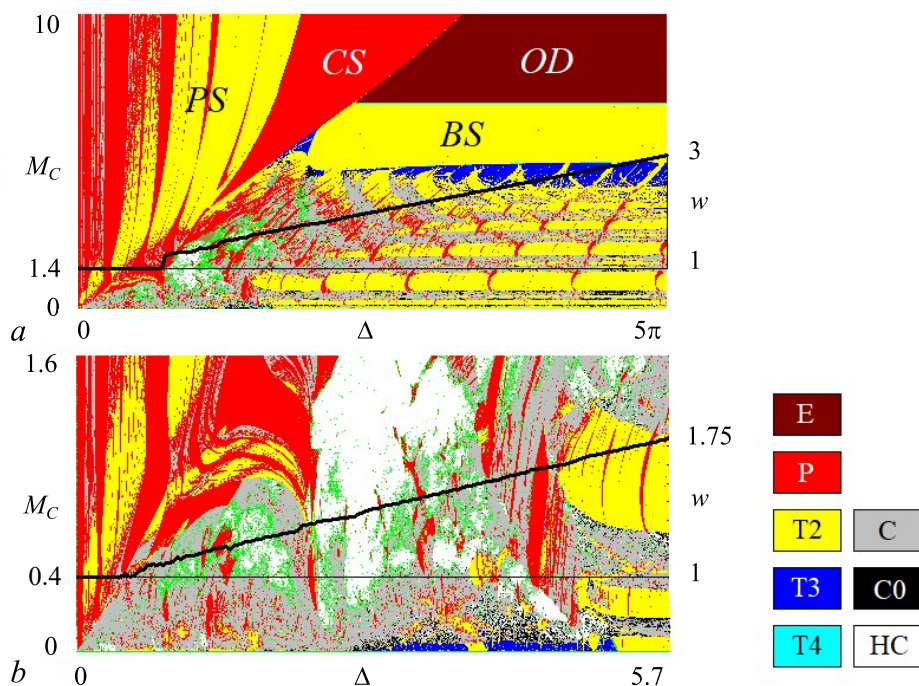 10
PS
CS
OD
BS
M_C
3
w
1.4
1
0
a
0
Δ
5π
1.6
1.75
M_C
w
0.4
1
0
b
0
Δ
5.7
E
P
T2
C
T3
C0
T4
HC